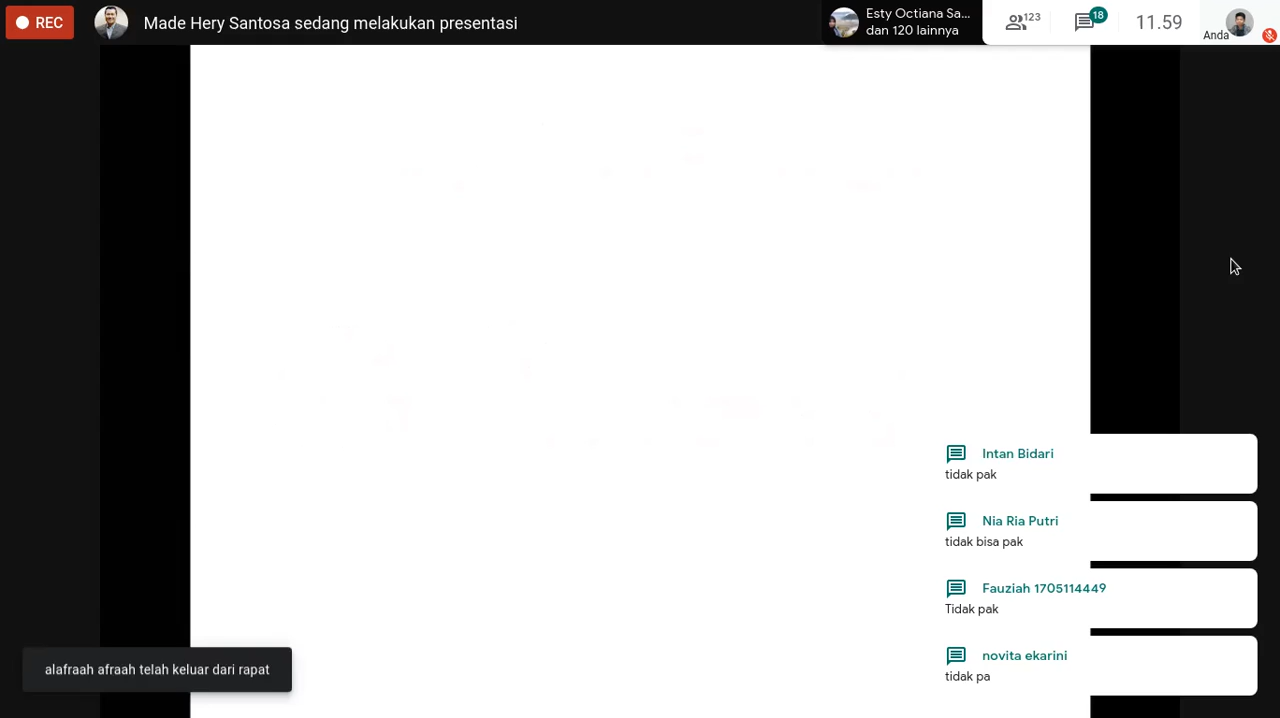 REC
Made Hery Santosa sedang melakukan presentasi
Esty Octiana Sa...
dan 120 lainnya
123
18
11.59
Anda
Intan Bidari
tidak pak
Nia Ria Putri
tidak bisa pak
Fauziah 1705114449
Tidak pak
novita ekarini
tidak pa
alafraah afraah telah keluar dari rapat